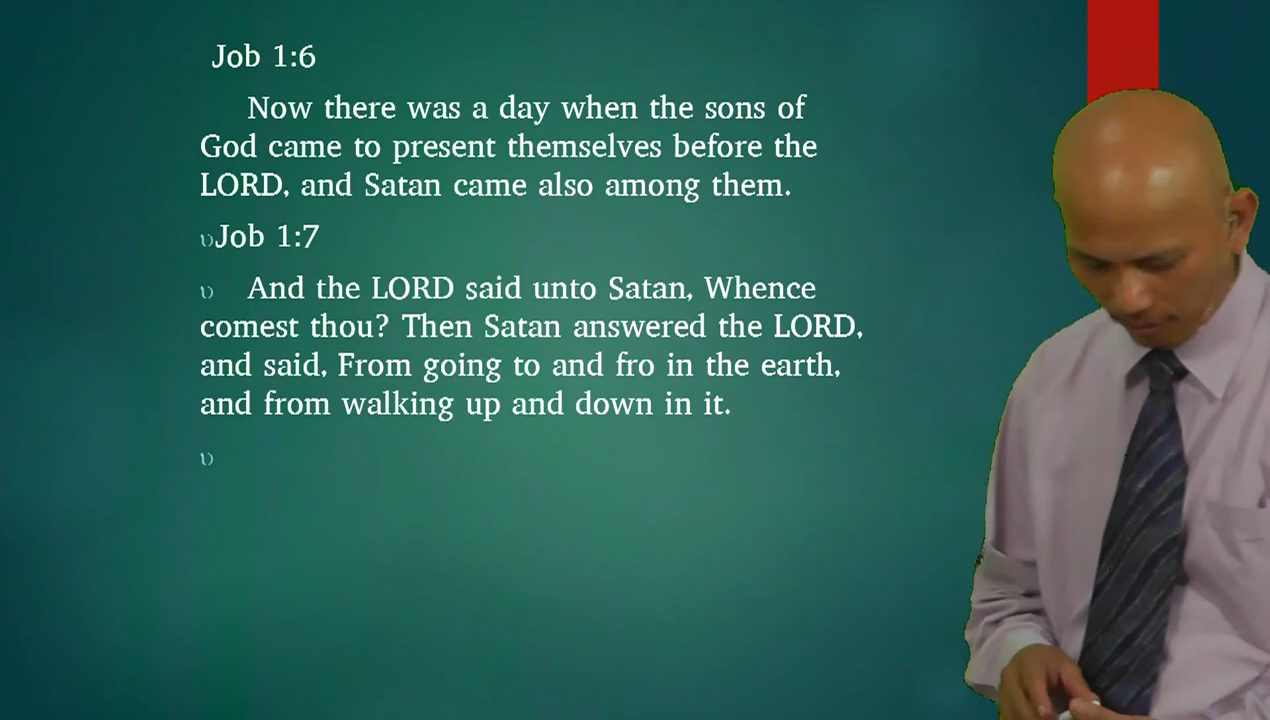 Job 1:6
Now there was a day when the sons of
God came to present themselves before the
LORD, and Satan came also among them.
υJob 1:7
υ And the LORD said unto Satan, Whence
comest thou? Then Satan answered the LORD,
and said, From going to and fro in the earth,
and from walking up and down in it.
υ